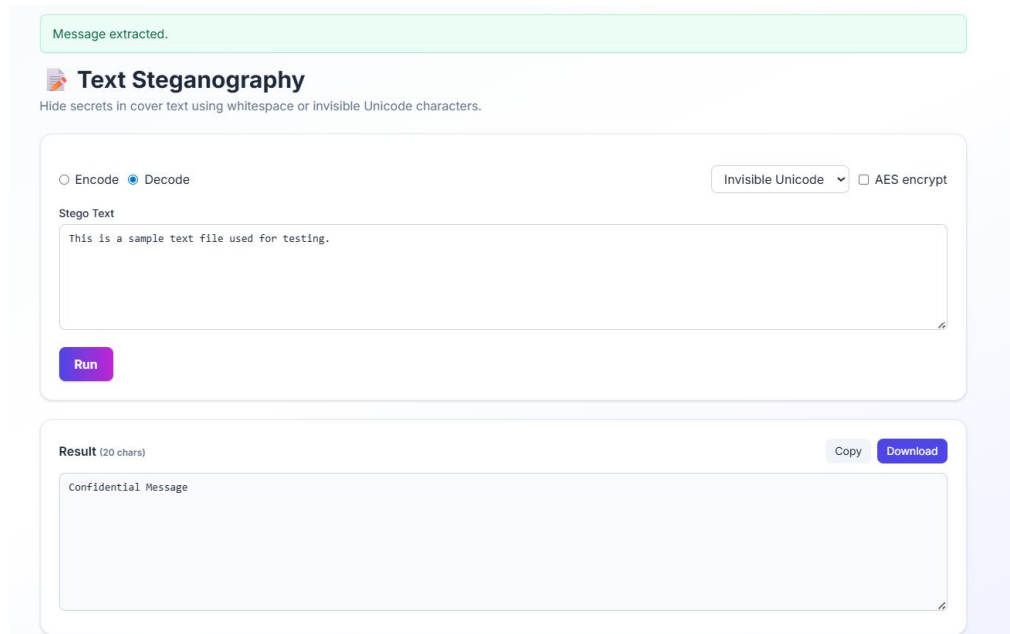 Message extracted.
Text Steganography
Hide secrets in cover text using whitespace or invisible Unicode characters.
Encode Decode Invisible Unicode AES encrypt
Stego Text
This is a sample text file used for testing.
Run
Result (20 chars) Copy Download
Confidential Message